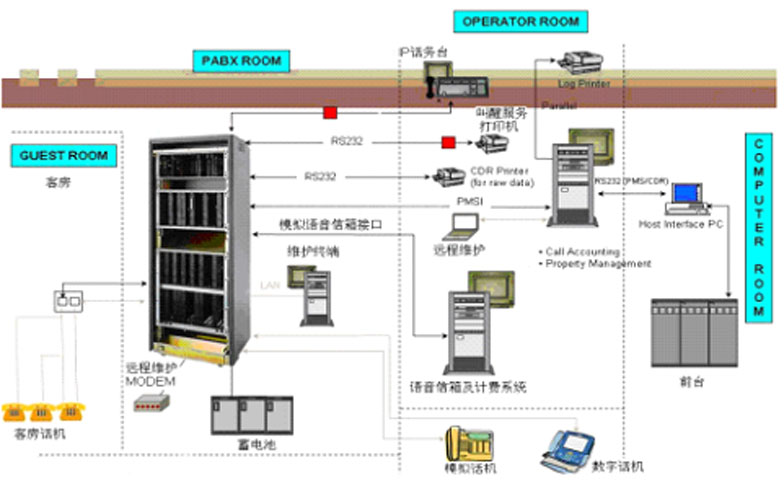 OPERATOR ROOM
PABX ROOM
IP话务台
Log Printer
Parallel
叫醒服务
打印机
RS232
GUEST ROOM
客房
RS232
CDR Printer
(for raw data)
RS232(PMS/CDR)
PMSI
模拟语音信箱接口
远程维护
Host Interface PC
COMPUTER ROOM
维护终端
• Call Accounting
• Property Management
LAN
远程维护
MODEM
语音信箱及计费系统
前台
客房话机
蓄电池
模拟话机
数字话机